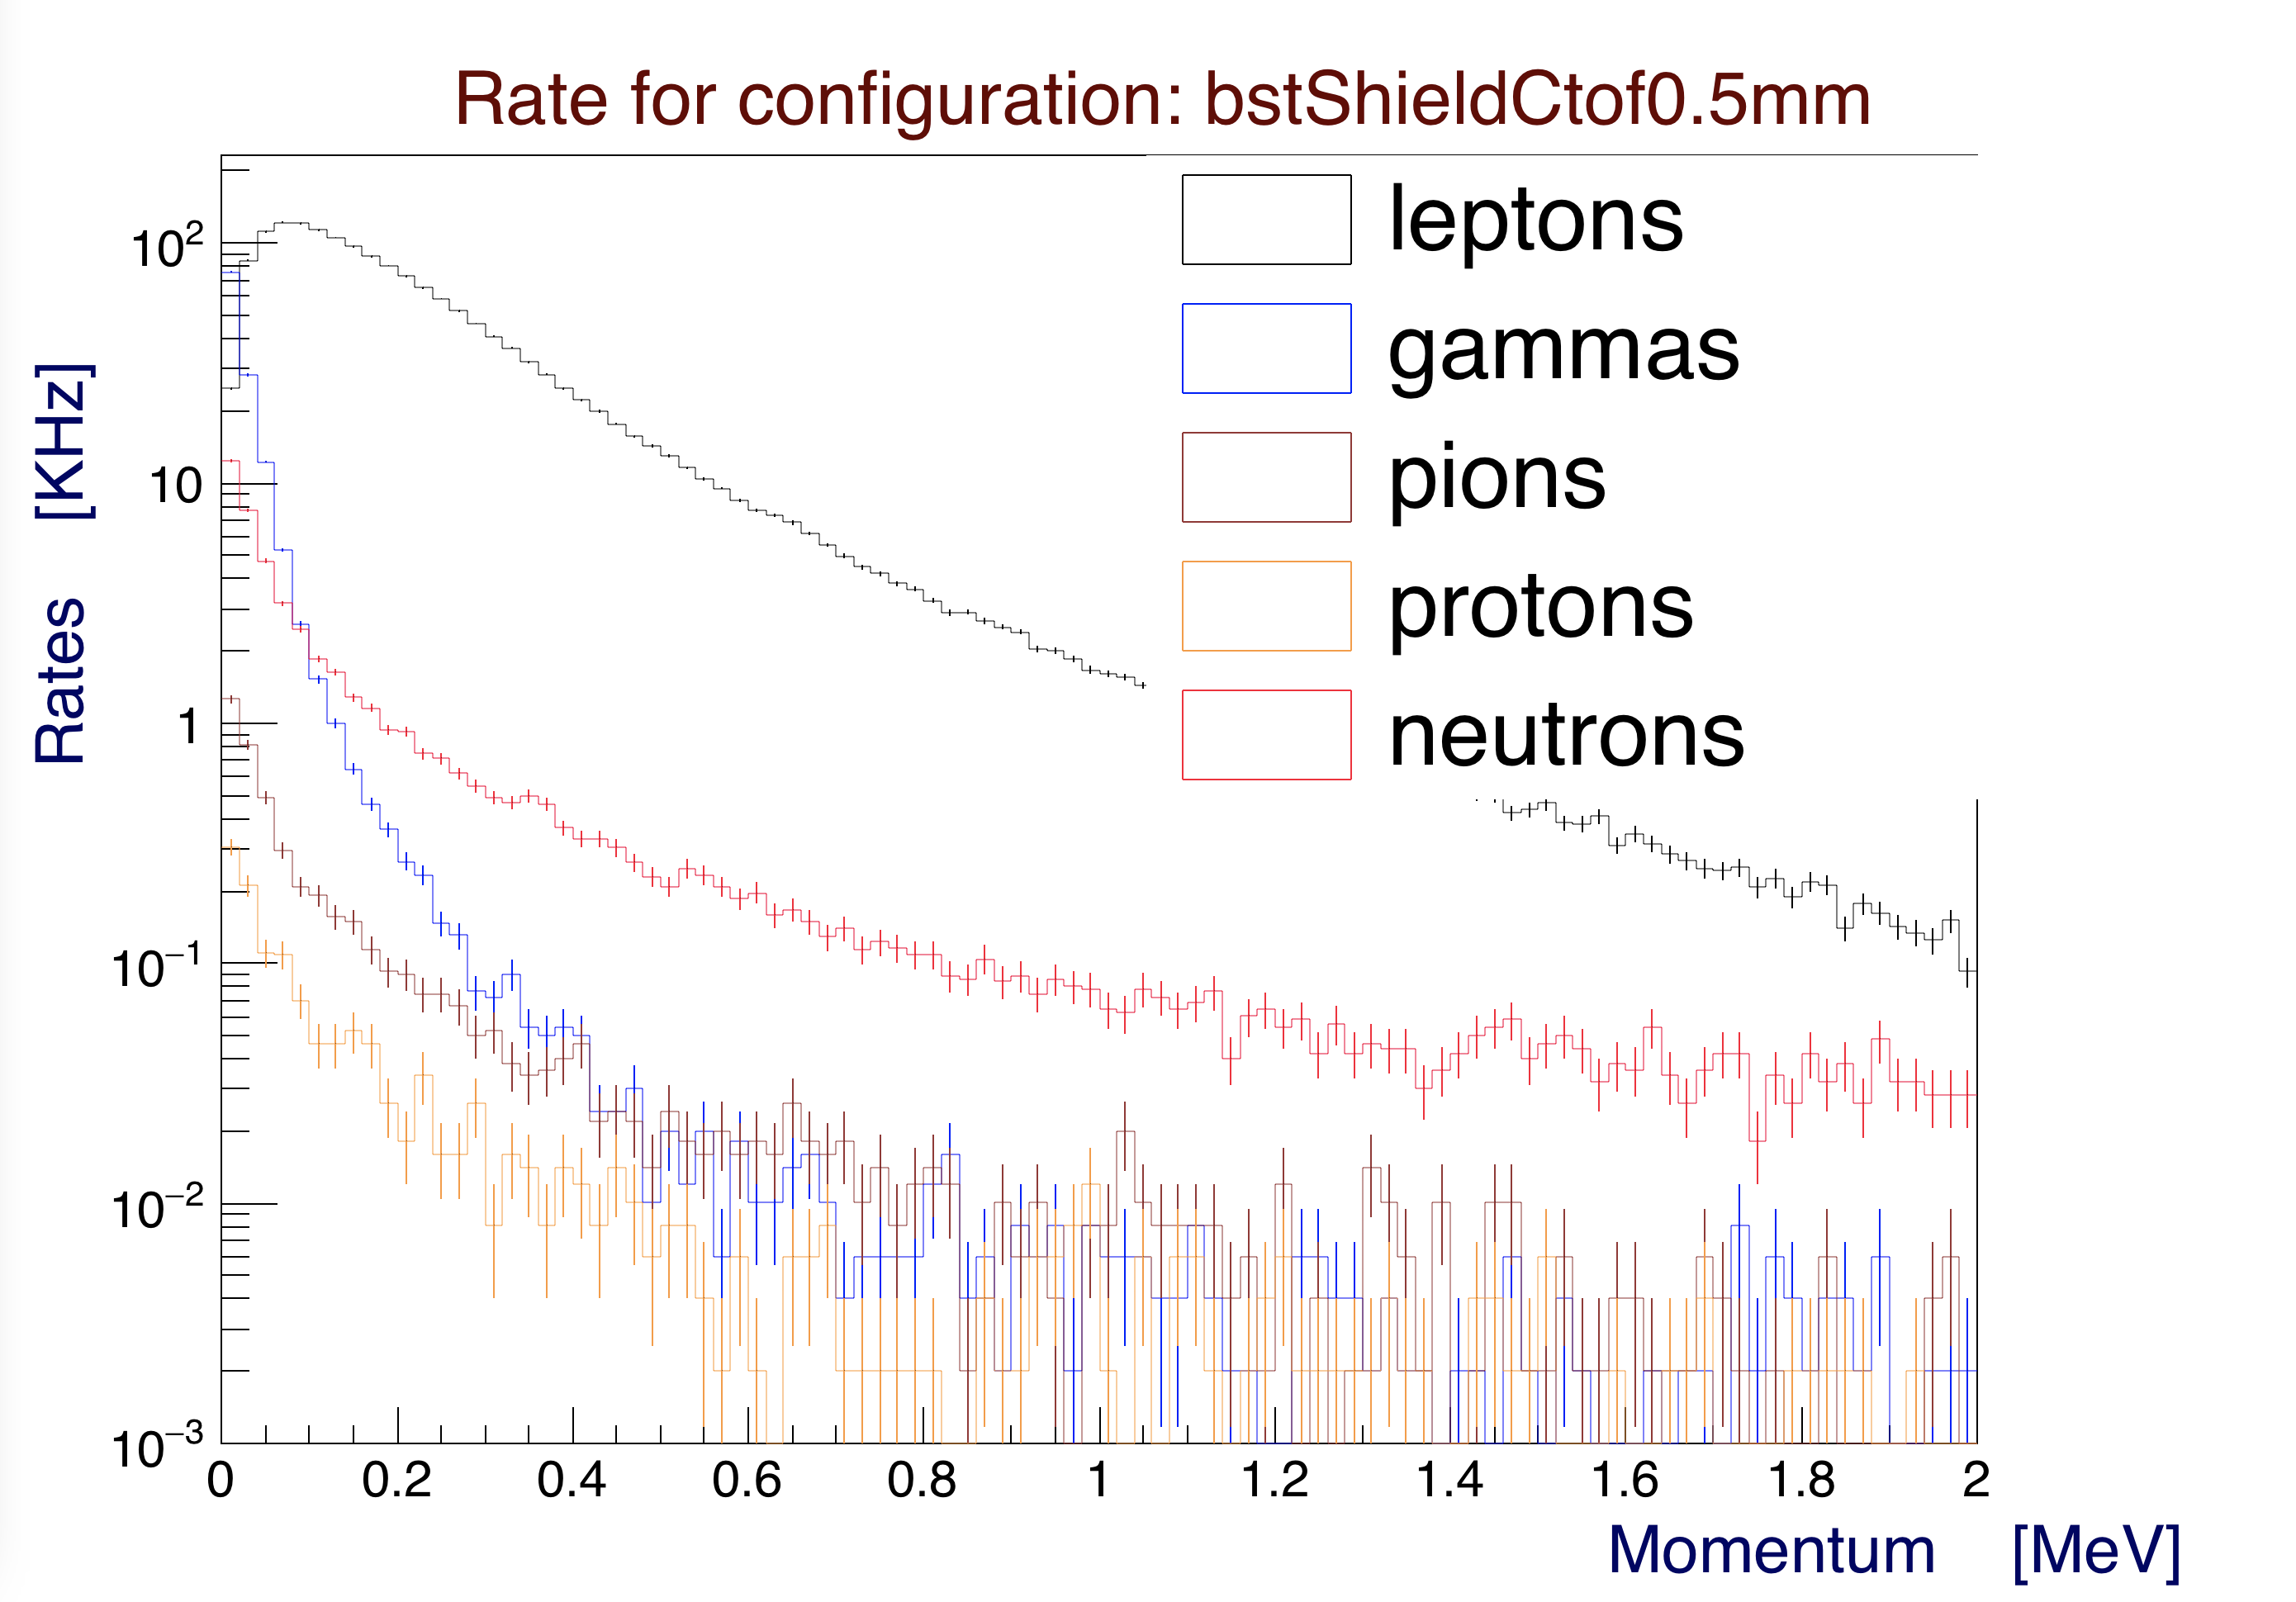 Rate for configuration: bstShieldCtof0.5mm
leptons
gammas
pions
protons
neutrons
Rates [KHz]
10²
10
1
10⁻¹
10⁻²
10⁻³
0 0.2 0.4 0.6 0.8 1 1.2 1.4 1.6 1.8 2
Momentum [MeV]